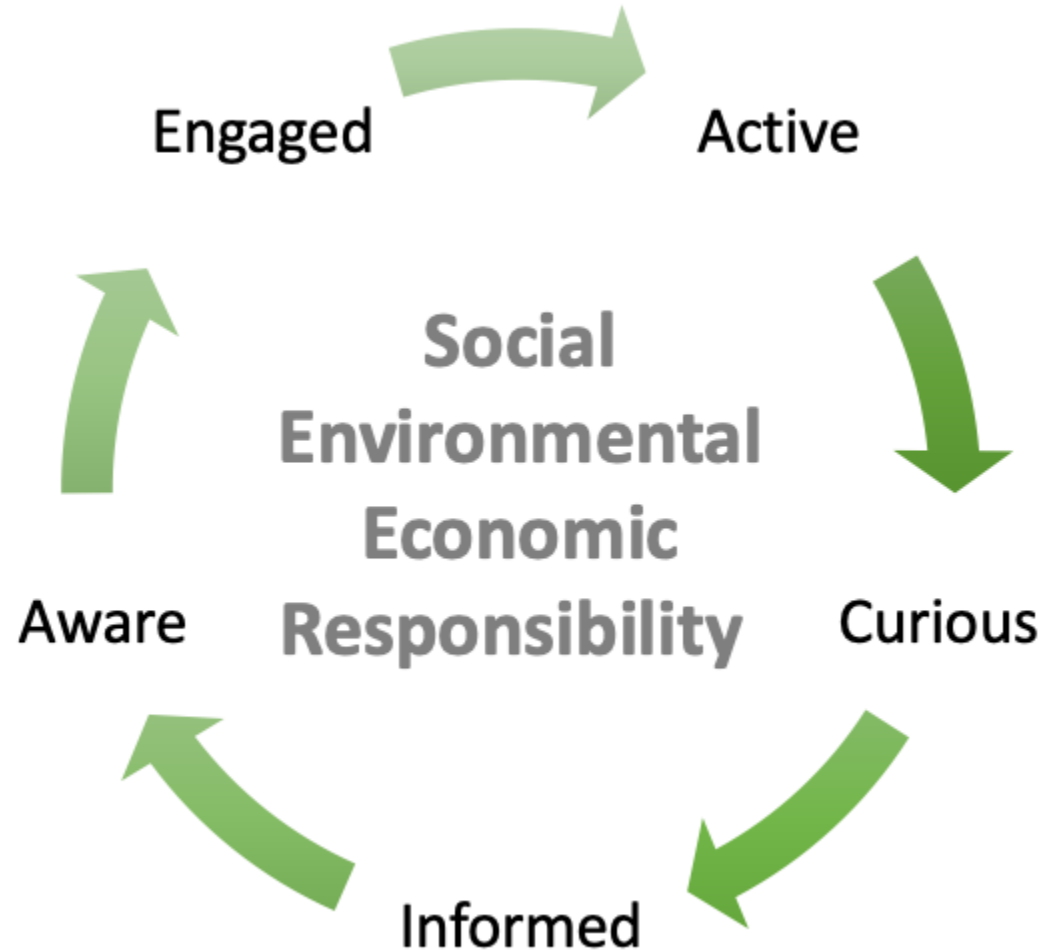 Engaged
Active
Social
Environmental
Economic
Responsibility
Aware
Curious
Informed